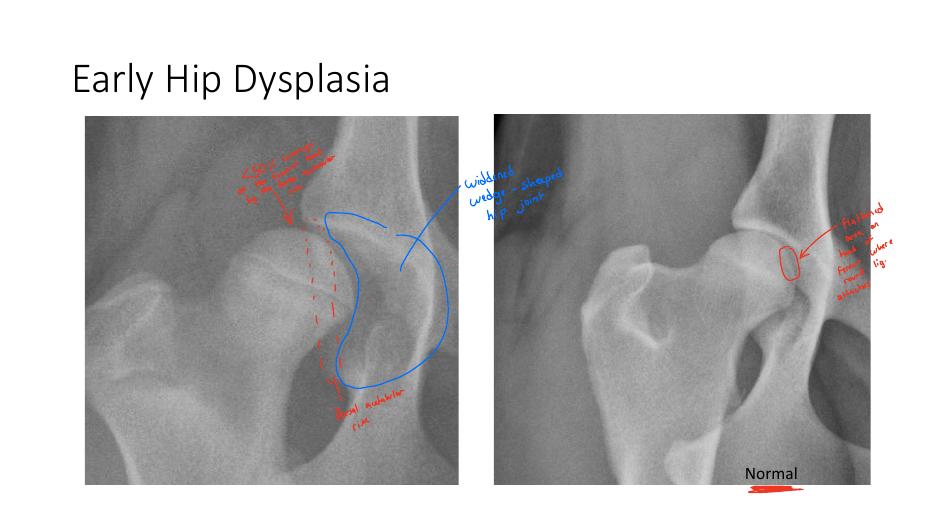 Early Hip Dysplasia
<50% coverage
of the femoral head
by the dorsal acetabular
rim
widdened
wedge-shaped
hip joint
dorsal acetabular
rim
flattened
area on
head of
femur where
round lig.
attaches
Normal